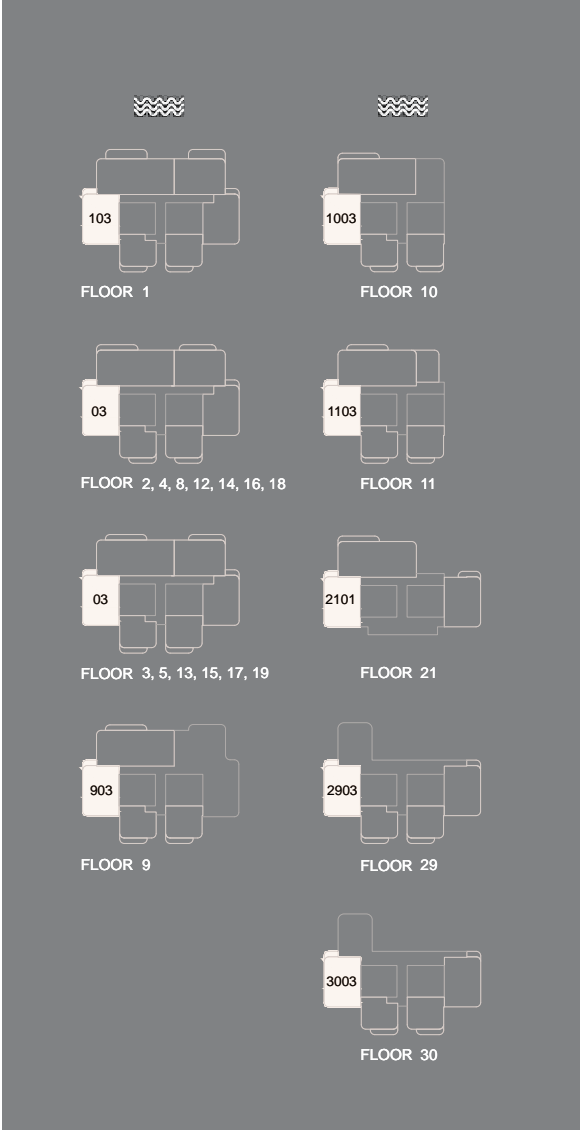 103
FLOOR 1
03
FLOOR 2, 4, 8, 12, 14, 16, 18
03
FLOOR 3, 5, 13, 15, 17, 19
903
FLOOR 9
1003
FLOOR 10
1103
FLOOR 11
2101
FLOOR 21
2903
FLOOR 29
3003
FLOOR 30